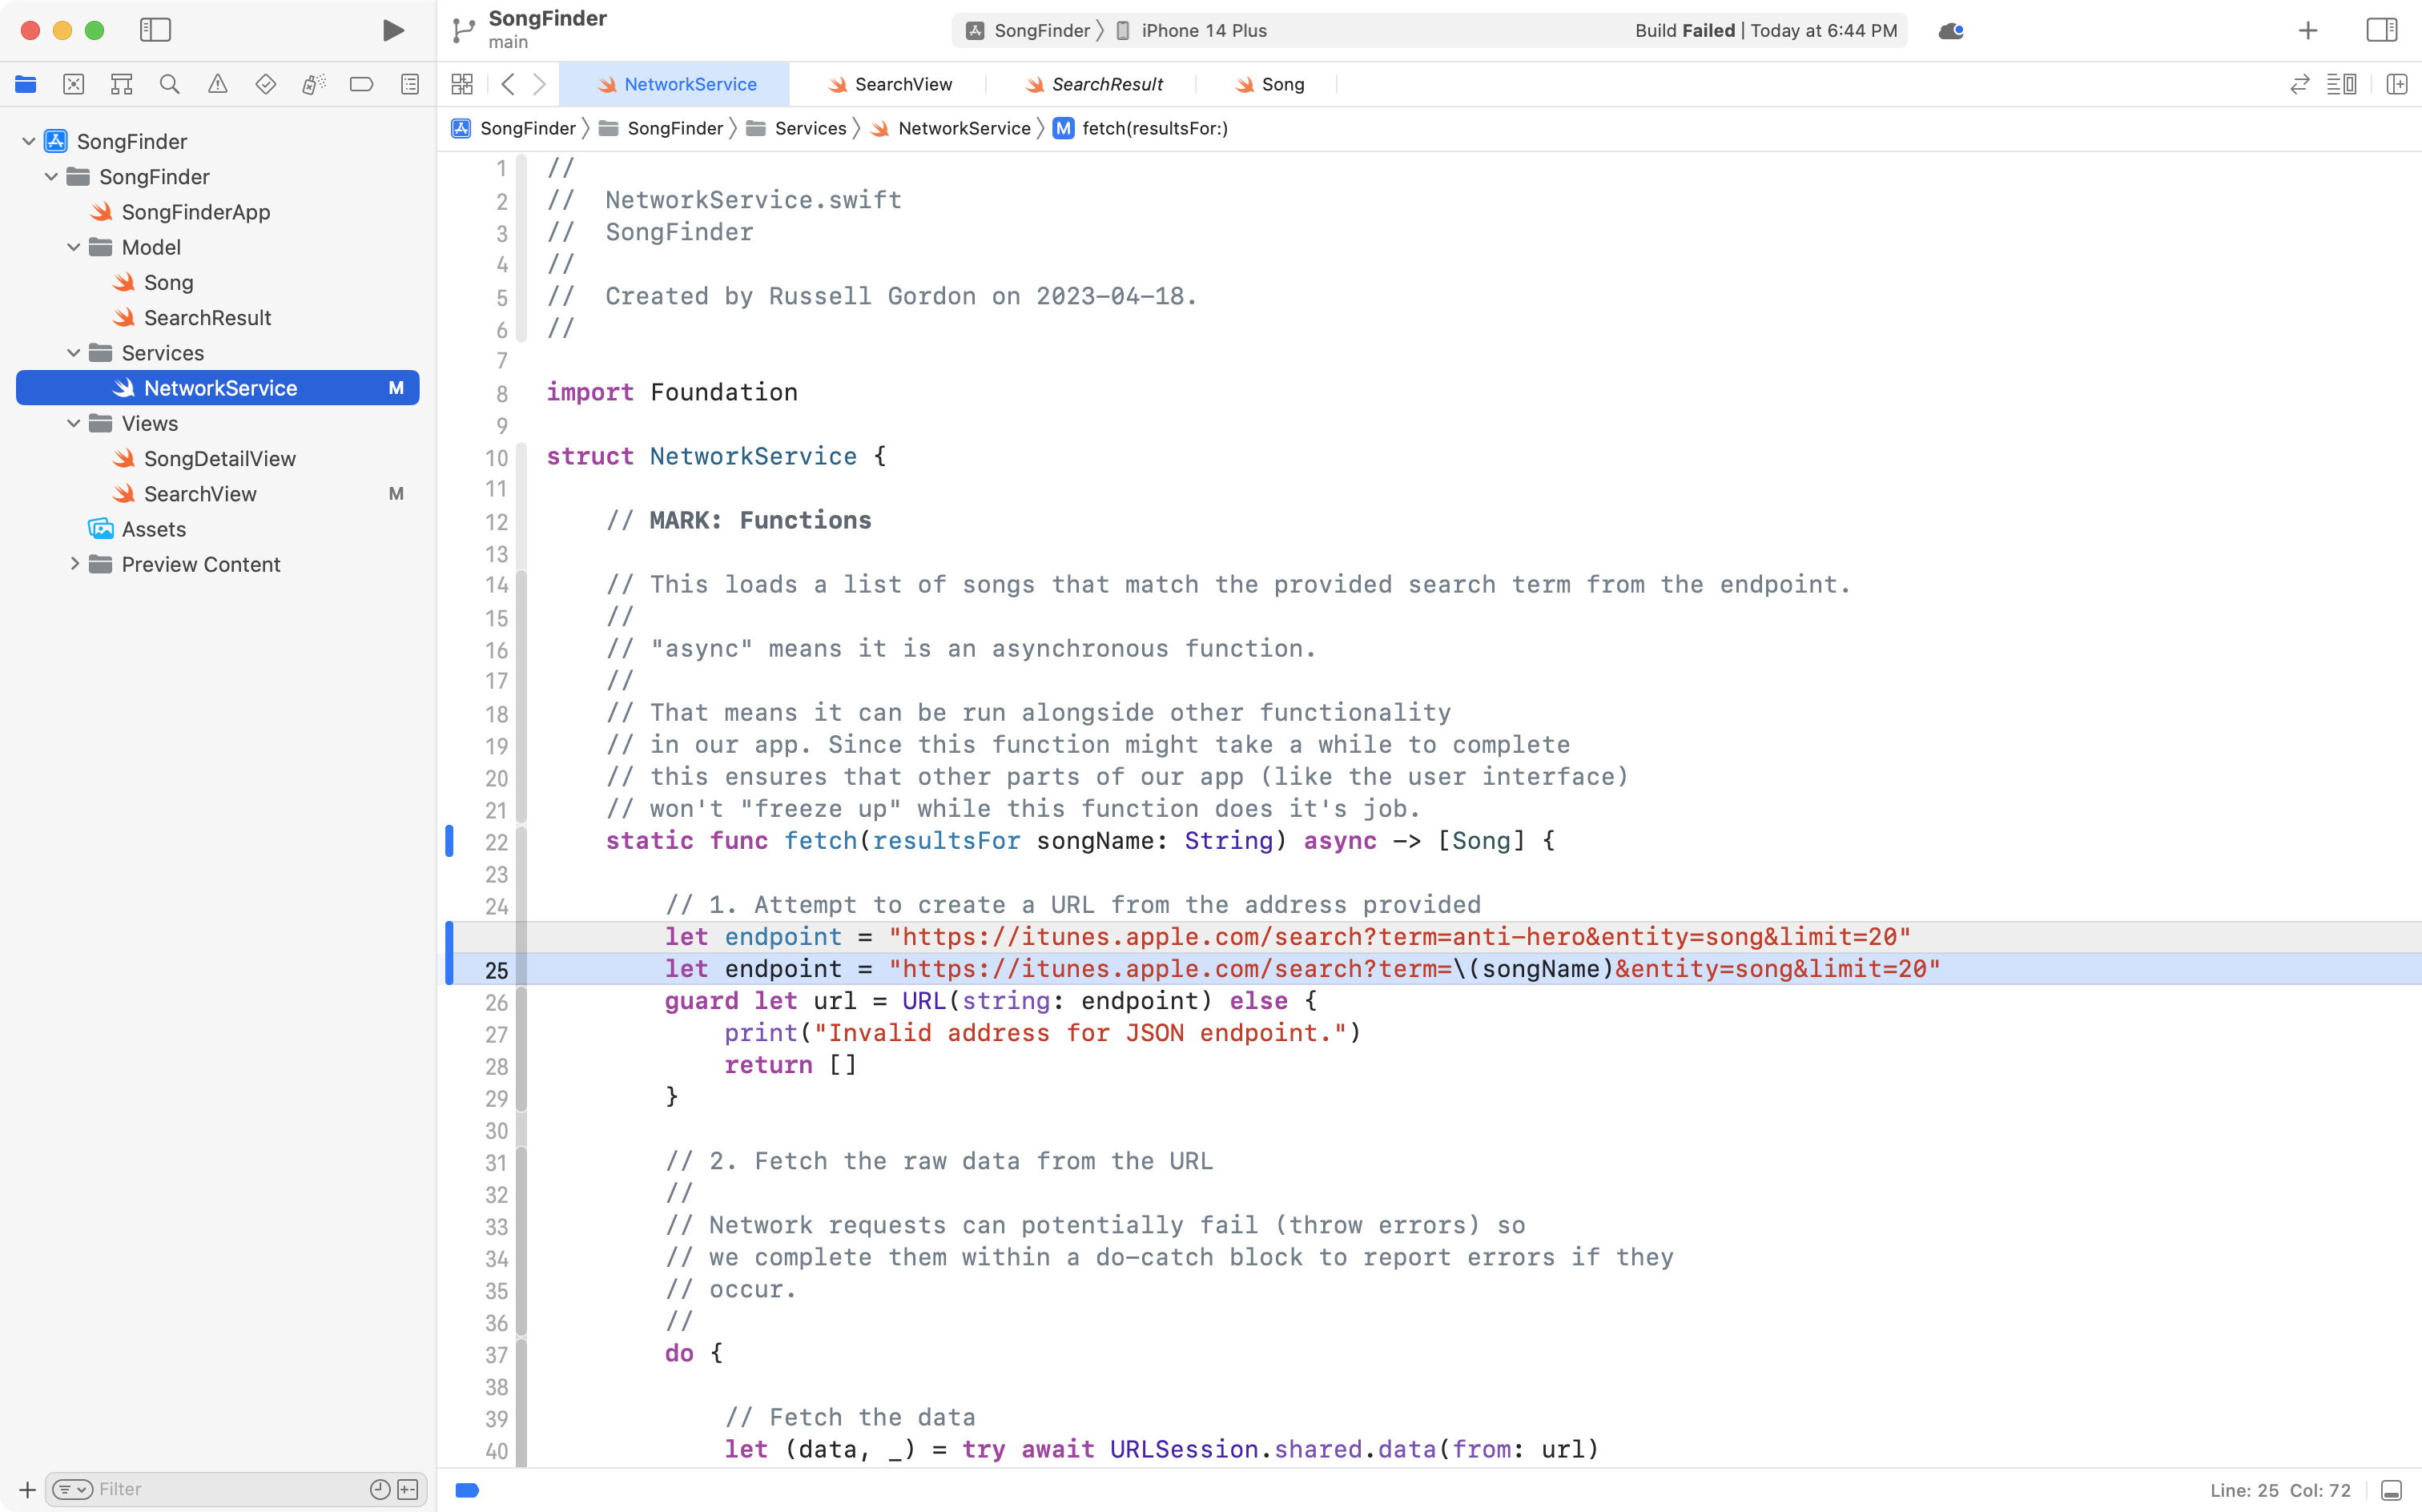 SongFinder
main
SongFinder
iPhone 14 Plus
Build Failed | Today at 6:44 PM
NetworkService
SearchView
SearchResult
Song
SongFinder
SongFinder
Services
NetworkService
M
fetch(resultsFor:)
SongFinder
SongFinder
SongFinderApp
Model
Song
SearchResult
Services
NetworkService M
Views
SongDetailView
SearchView M
Assets
Preview Content
Filter
1 //
2 //  NetworkService.swift
3 //  SongFinder
4 //
5 //  Created by Russell Gordon on 2023-04-18.
6 //
7
8 import Foundation
9
10 struct NetworkService {
11
12     // MARK: Functions
13
14     // This loads a list of songs that match the provided search term from the endpoint.
15     //
16     // "async" means it is an asynchronous function.
17     //
18     // That means it can be run alongside other functionality
19     // in our app. Since this function might take a while to complete
20     // this ensures that other parts of our app (like the user interface)
21     // won't "freeze up" while this function does it's job.
22     static func fetch(resultsFor songName: String) async -> [Song] {
23
24         // 1. Attempt to create a URL from the address provided
        let endpoint = "https://itunes.apple.com/search?term=anti-hero&entity=song&limit=20"
25         let endpoint = "https://itunes.apple.com/search?term=\(songName)&entity=song&limit=20"
26         guard let url = URL(string: endpoint) else {
27             print("Invalid address for JSON endpoint.")
28             return []
29         }
30
31         // 2. Fetch the raw data from the URL
32         //
33         // Network requests can potentially fail (throw errors) so
34         // we complete them within a do-catch block to report errors if they
35         // occur.
36         //
37         do {
38
39             // Fetch the data
40             let (data, _) = try await URLSession.shared.data(from: url)
Line: 25  Col: 72